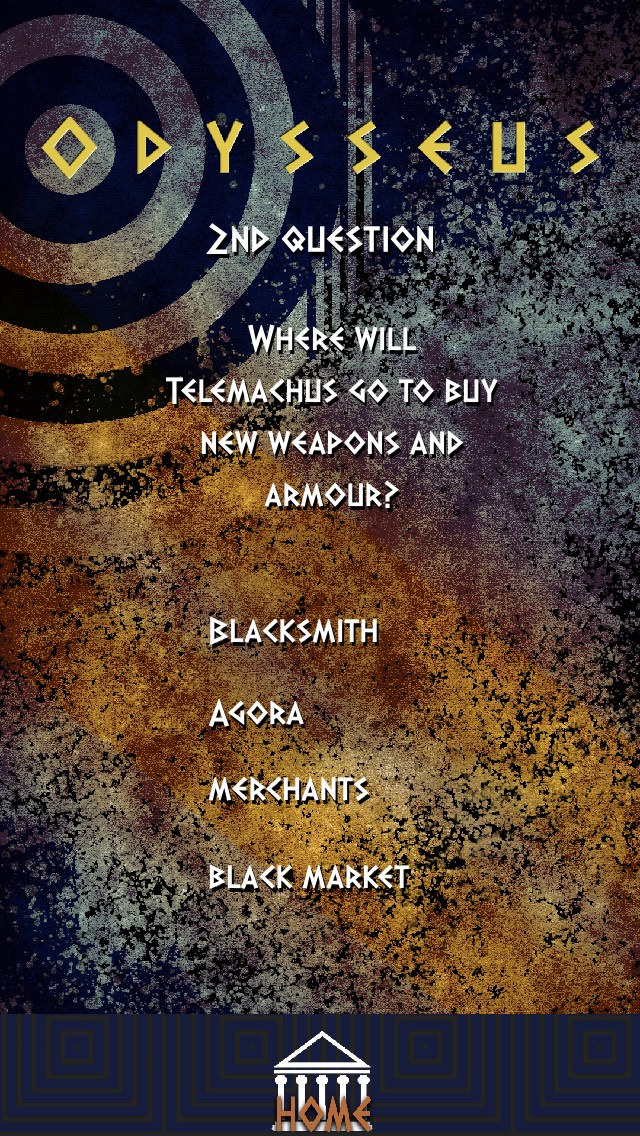 ODYSSEUS
2nd question
Where will
Telemachus go to buy
new weapons and
armour?
Blacksmith
Agora
merchants
black market
HOME